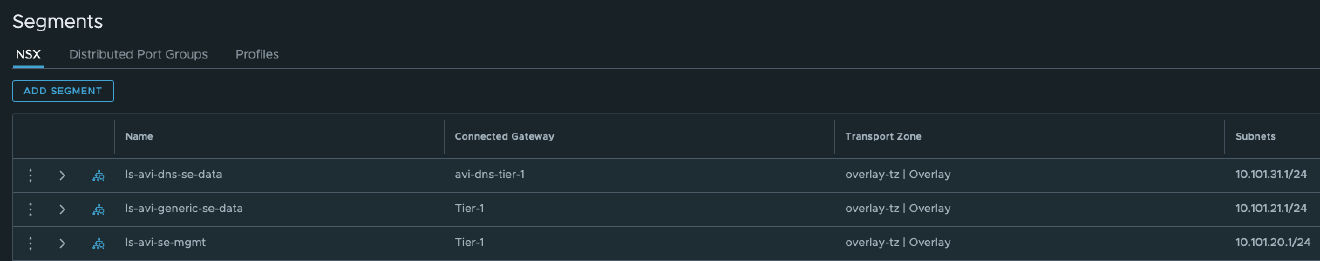 Segments
NSX Distributed Port Groups Profiles
ADD SEGMENT
Name Connected Gateway Transport Zone Subnets
ls-avi-dns-se-data avi-dns-tier-1 overlay-tz | Overlay 10.101.31.1/24
ls-avi-generic-se-data Tier-1 overlay-tz | Overlay 10.101.21.1/24
ls-avi-se-mgmt Tier-1 overlay-tz | Overlay 10.101.20.1/24